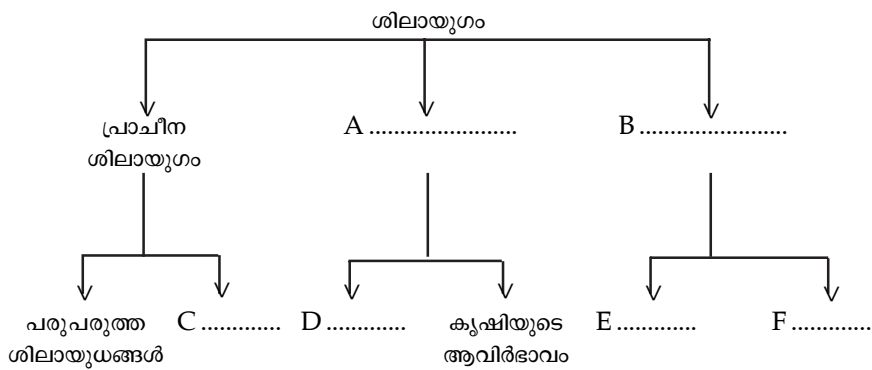 ശിലായുഗം
പ്രാചീന
ശിലായുഗം
A ........................
B ........................
പരുപരുത്ത
ശിലായുധങ്ങൾ
C .............
D .............
കൃഷിയുടെ
ആവിർഭാവം
E .............
F .............